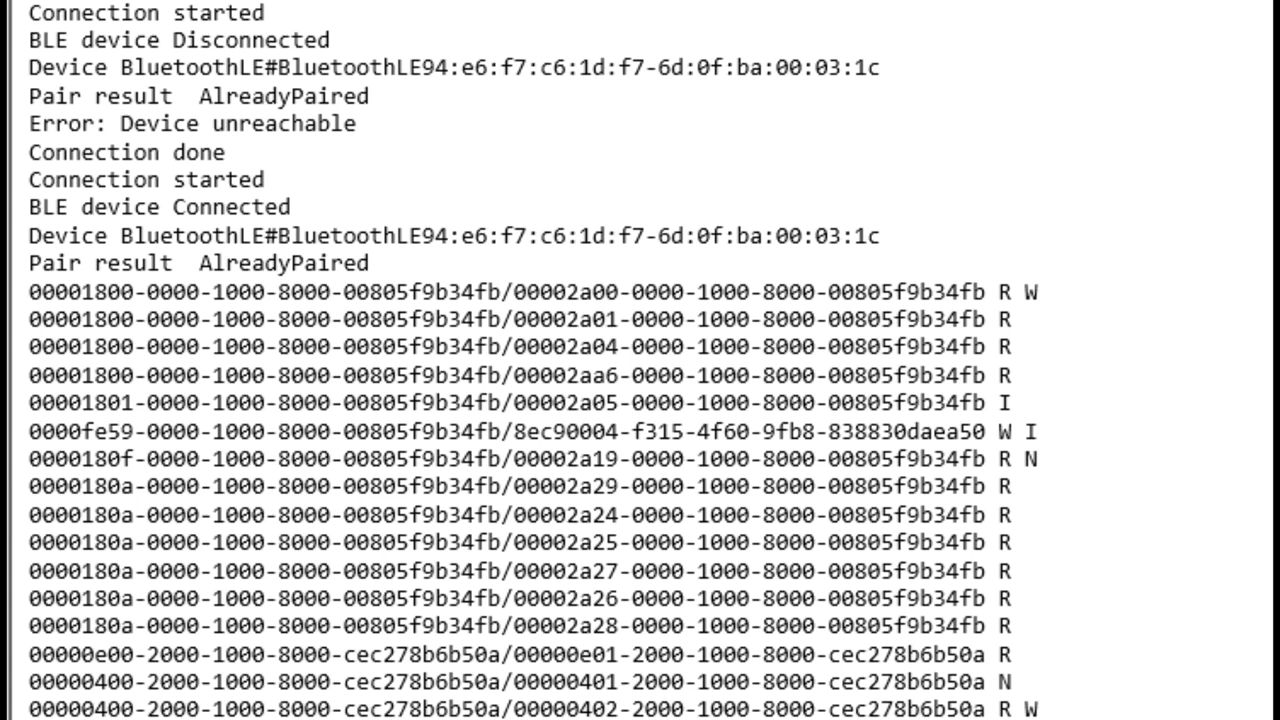 Connection started
BLE device Disconnected
Device BluetoothLE#BluetoothLE94:e6:f7:c6:1d:f7-6d:0f:ba:00:03:1c
Pair result  AlreadyPaired
Error: Device unreachable
Connection done
Connection started
BLE device Connected
Device BluetoothLE#BluetoothLE94:e6:f7:c6:1d:f7-6d:0f:ba:00:03:1c
Pair result  AlreadyPaired
00001800-0000-1000-8000-00805f9b34fb/00002a00-0000-1000-8000-00805f9b34fb R W
00001800-0000-1000-8000-00805f9b34fb/00002a01-0000-1000-8000-00805f9b34fb R
00001800-0000-1000-8000-00805f9b34fb/00002a04-0000-1000-8000-00805f9b34fb R
00001800-0000-1000-8000-00805f9b34fb/00002aa6-0000-1000-8000-00805f9b34fb R
00001801-0000-1000-8000-00805f9b34fb/00002a05-0000-1000-8000-00805f9b34fb I
0000fe59-0000-1000-8000-00805f9b34fb/8ec90004-f315-4f60-9fb8-838830daea50 W I
0000180f-0000-1000-8000-00805f9b34fb/00002a19-0000-1000-8000-00805f9b34fb R N
0000180a-0000-1000-8000-00805f9b34fb/00002a29-0000-1000-8000-00805f9b34fb R
0000180a-0000-1000-8000-00805f9b34fb/00002a24-0000-1000-8000-00805f9b34fb R
0000180a-0000-1000-8000-00805f9b34fb/00002a25-0000-1000-8000-00805f9b34fb R
0000180a-0000-1000-8000-00805f9b34fb/00002a27-0000-1000-8000-00805f9b34fb R
0000180a-0000-1000-8000-00805f9b34fb/00002a26-0000-1000-8000-00805f9b34fb R
0000180a-0000-1000-8000-00805f9b34fb/00002a28-0000-1000-8000-00805f9b34fb R
00000e00-2000-1000-8000-cec278b6b50a/00000e01-2000-1000-8000-cec278b6b50a R
00000400-2000-1000-8000-cec278b6b50a/00000401-2000-1000-8000-cec278b6b50a N
00000400-2000-1000-8000-cec278b6b50a/00000402-2000-1000-8000-cec278b6b50a R W